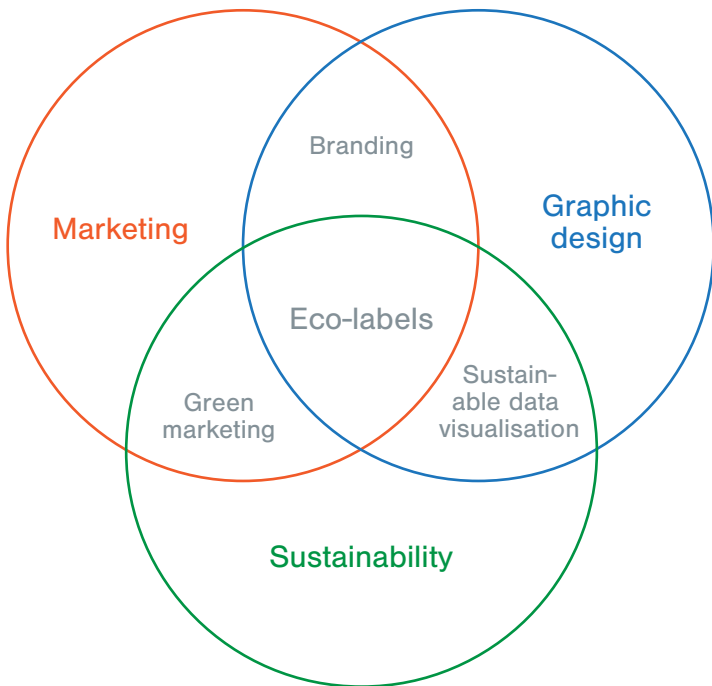 Branding
Marketing
Graphic
design
Eco-labels
Green
marketing
Sustain-
able data
visualisation
Sustainability